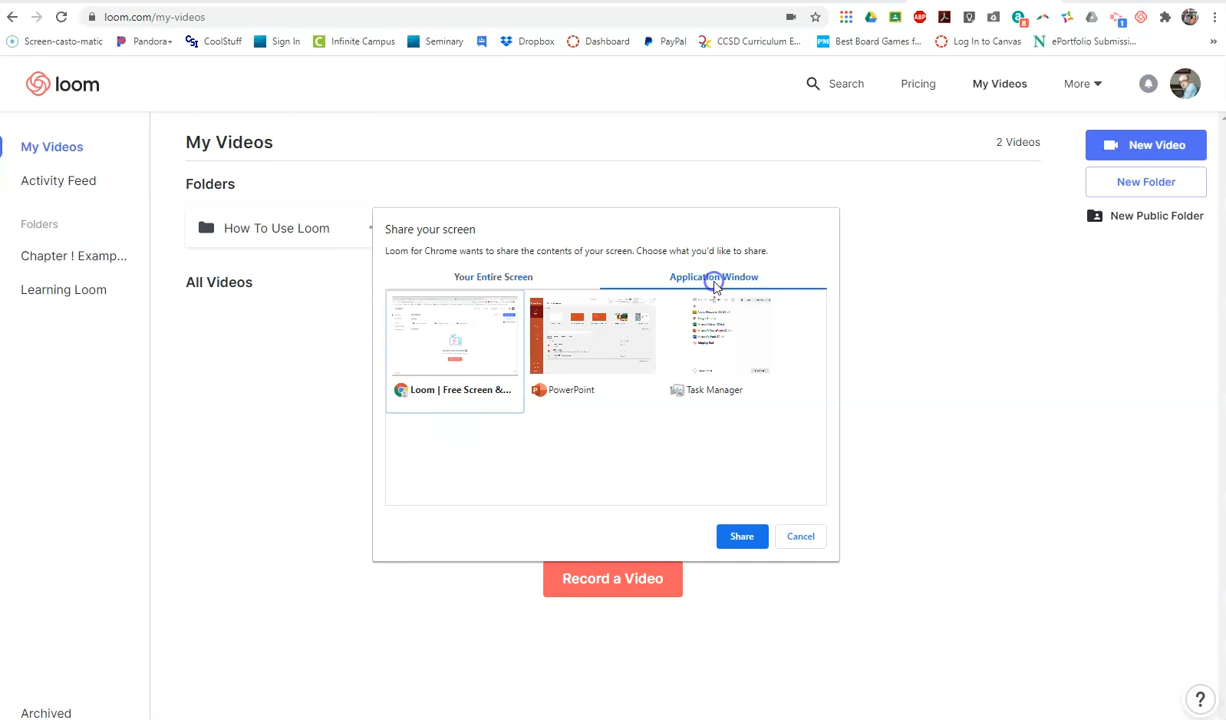 loom.com/my-videos
ABP
8
1
Screen-casto-matic
Pandora+
CoolStuff
Sign In
Infinite Campus
Seminary
Dropbox
Dashboard
PayPal
CCSD Curriculum E...
PNI
Best Board Games f...
Log In to Canvas
N
ePortfolio Submissi...
»
loom
Search
Pricing
My Videos
More
My Videos
Activity Feed
Folders
Chapter ! Examp...
Learning Loom
Archived
My Videos
2 Videos
Folders
How To Use Loom
All Videos
New Video
New Folder
New Public Folder
Share your screen
Loom for Chrome wants to share the contents of your screen. Choose what you'd like to share.
Your Entire Screen
Application Window
Loom | Free Screen &...
PowerPoint
Task Manager
Share
Cancel
Record a Video
?